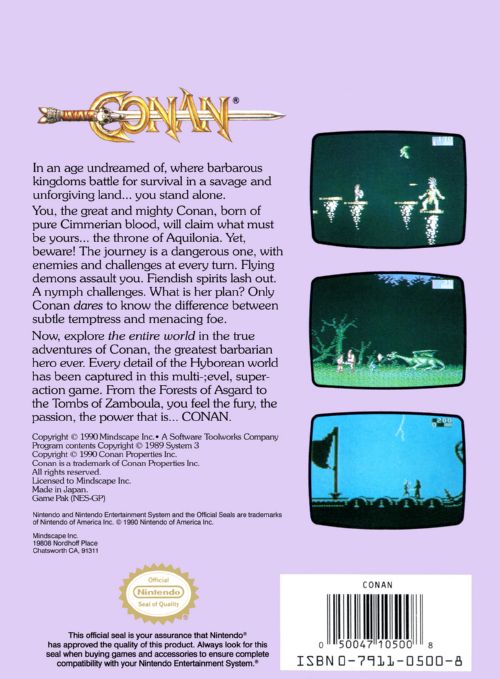 CONAN®
In an age undreamed of, where barbarous
kingdoms battle for survival in a savage and
unforgiving land... you stand alone.
You, the great and mighty Conan, born of
pure Cimmerian blood, will claim what must
be yours... the throne of Aquilonia. Yet,
beware! The journey is a dangerous one, with
enemies and challenges at every turn. Flying
demons assault you. Fiendish spirits lash out.
A nymph challenges. What is her plan? Only
Conan dares to know the difference between
subtle temptress and menacing foe.
Now, explore the entire world in the true
adventures of Conan, the greatest barbarian
hero ever. Every detail of the Hyborean world
has been captured in this multi-;evel, super-
action game. From the Forests of Asgard to
the Tombs of Zamboula, you feel the fury, the
passion, the power that is... CONAN.
Copyright © 1990 Mindscape Inc.• A Software Toolworks Company
Program contents Copyright © 1989 System 3
Copyright © 1990 Conan Properties Inc.
Conan is a trademark of Conan Properties Inc.
All rights reserved.
Licensed to Mindscape Inc.
Made in Japan.
Game Pak (NES-GP)
Nintendo and Nintendo Entertainment System and the Official Seals are trademarks
of Nintendo of America Inc. © 1990 Nintendo of America Inc.
Mindscape Inc.
19808 Nordhoff Place
Chatsworth CA, 91311
Official
Nintendo
Seal of Quality
®
This official seal is your assurance that Nintendo®
has approved the quality of this product. Always look for this
seal when buying games and accessories to ensure complete
compatibility with your Nintendo Entertainment System.®
CONAN
0 50047 10500 8
ISBN 0-7911-0500-8